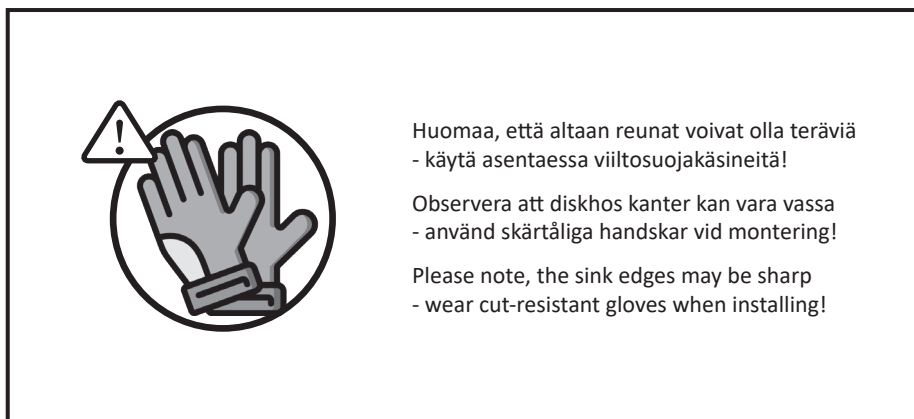 Huomaa, että altaan reunat voivat olla teräviä
- käytä asentaessa viiltosuojakäsineitä!
Observera att diskhos kanter kan vara vassa
- använd skärtåliga handskar vid montering!
Please note, the sink edges may be sharp
- wear cut-resistant gloves when installing!